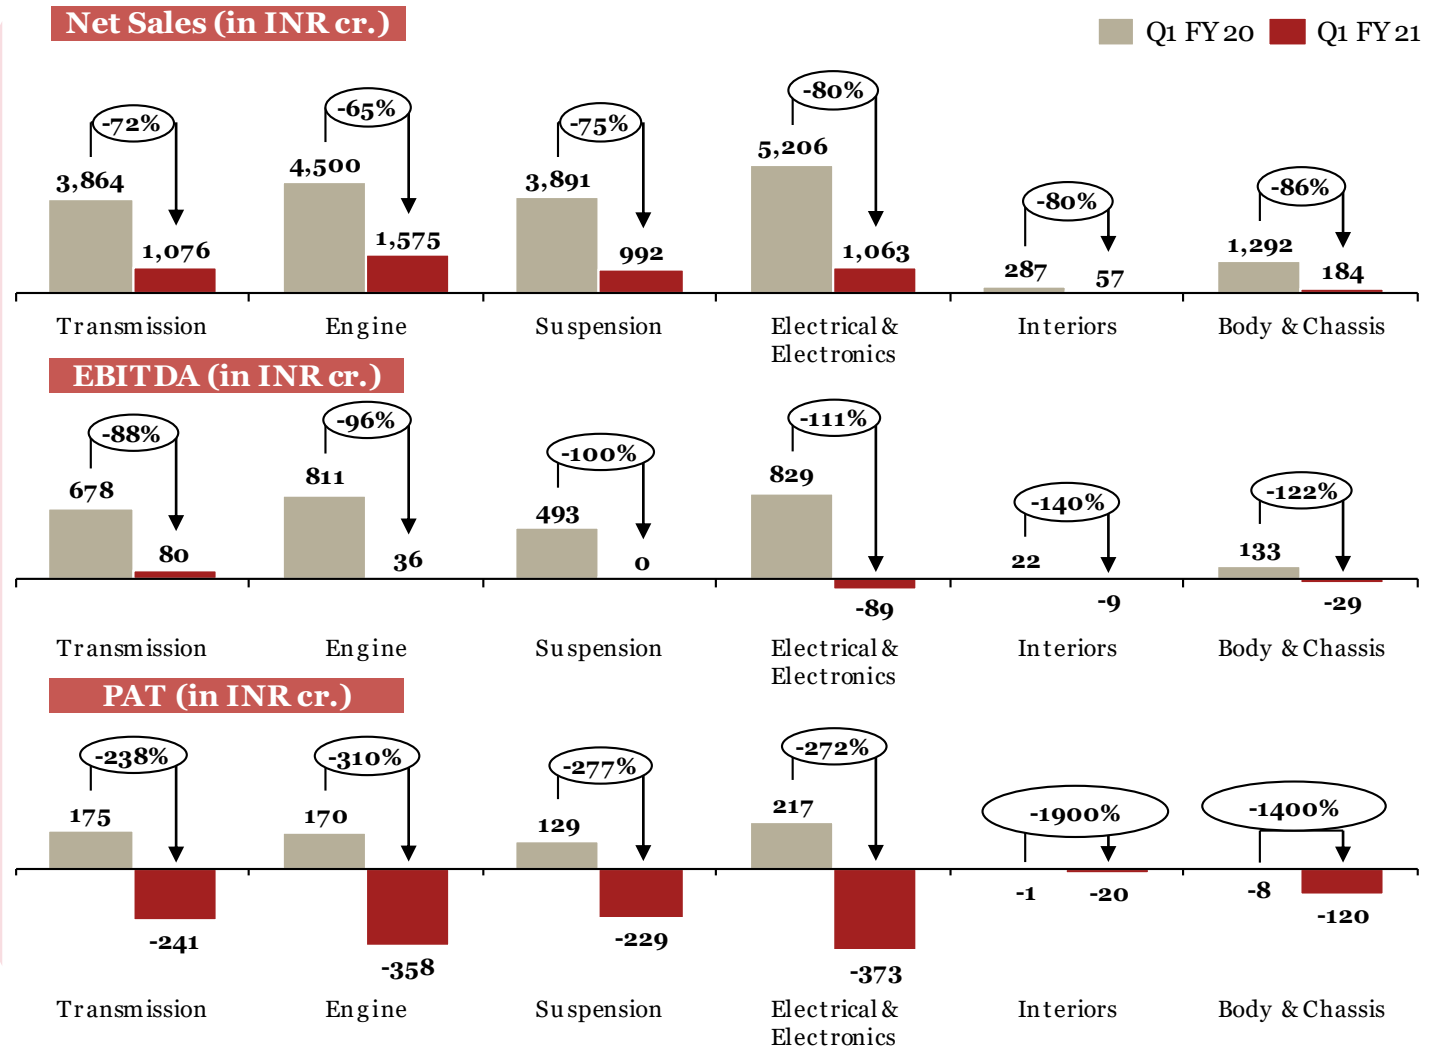 Net Sales (in INR cr.)
Q1 FY 20 Q1 FY 21
-72% -65% -75% -80% -80% -86%
3,864 1,076 4,500 1,575 3,891 992 5,206 1,063 287 57 1,292 184
Transmission Engine Suspension Electrical & Interiors Body & Chassis
Electronics
EBITDA (in INR cr.)
-88% -96% -100% -111% -140% -122%
678 80 811 36 493 0 829 -89 22 -9 133 -29
Transmission Engine Suspension Electrical & Interiors Body & Chassis
Electronics
PAT (in INR cr.)
-238% -310% -277% -272% -1900% -1400%
175 -241 170 -358 129 -229 217 -373 -1 -20 -8 -120
Transmission Engine Suspension Electrical & Interiors Body & Chassis
Electronics